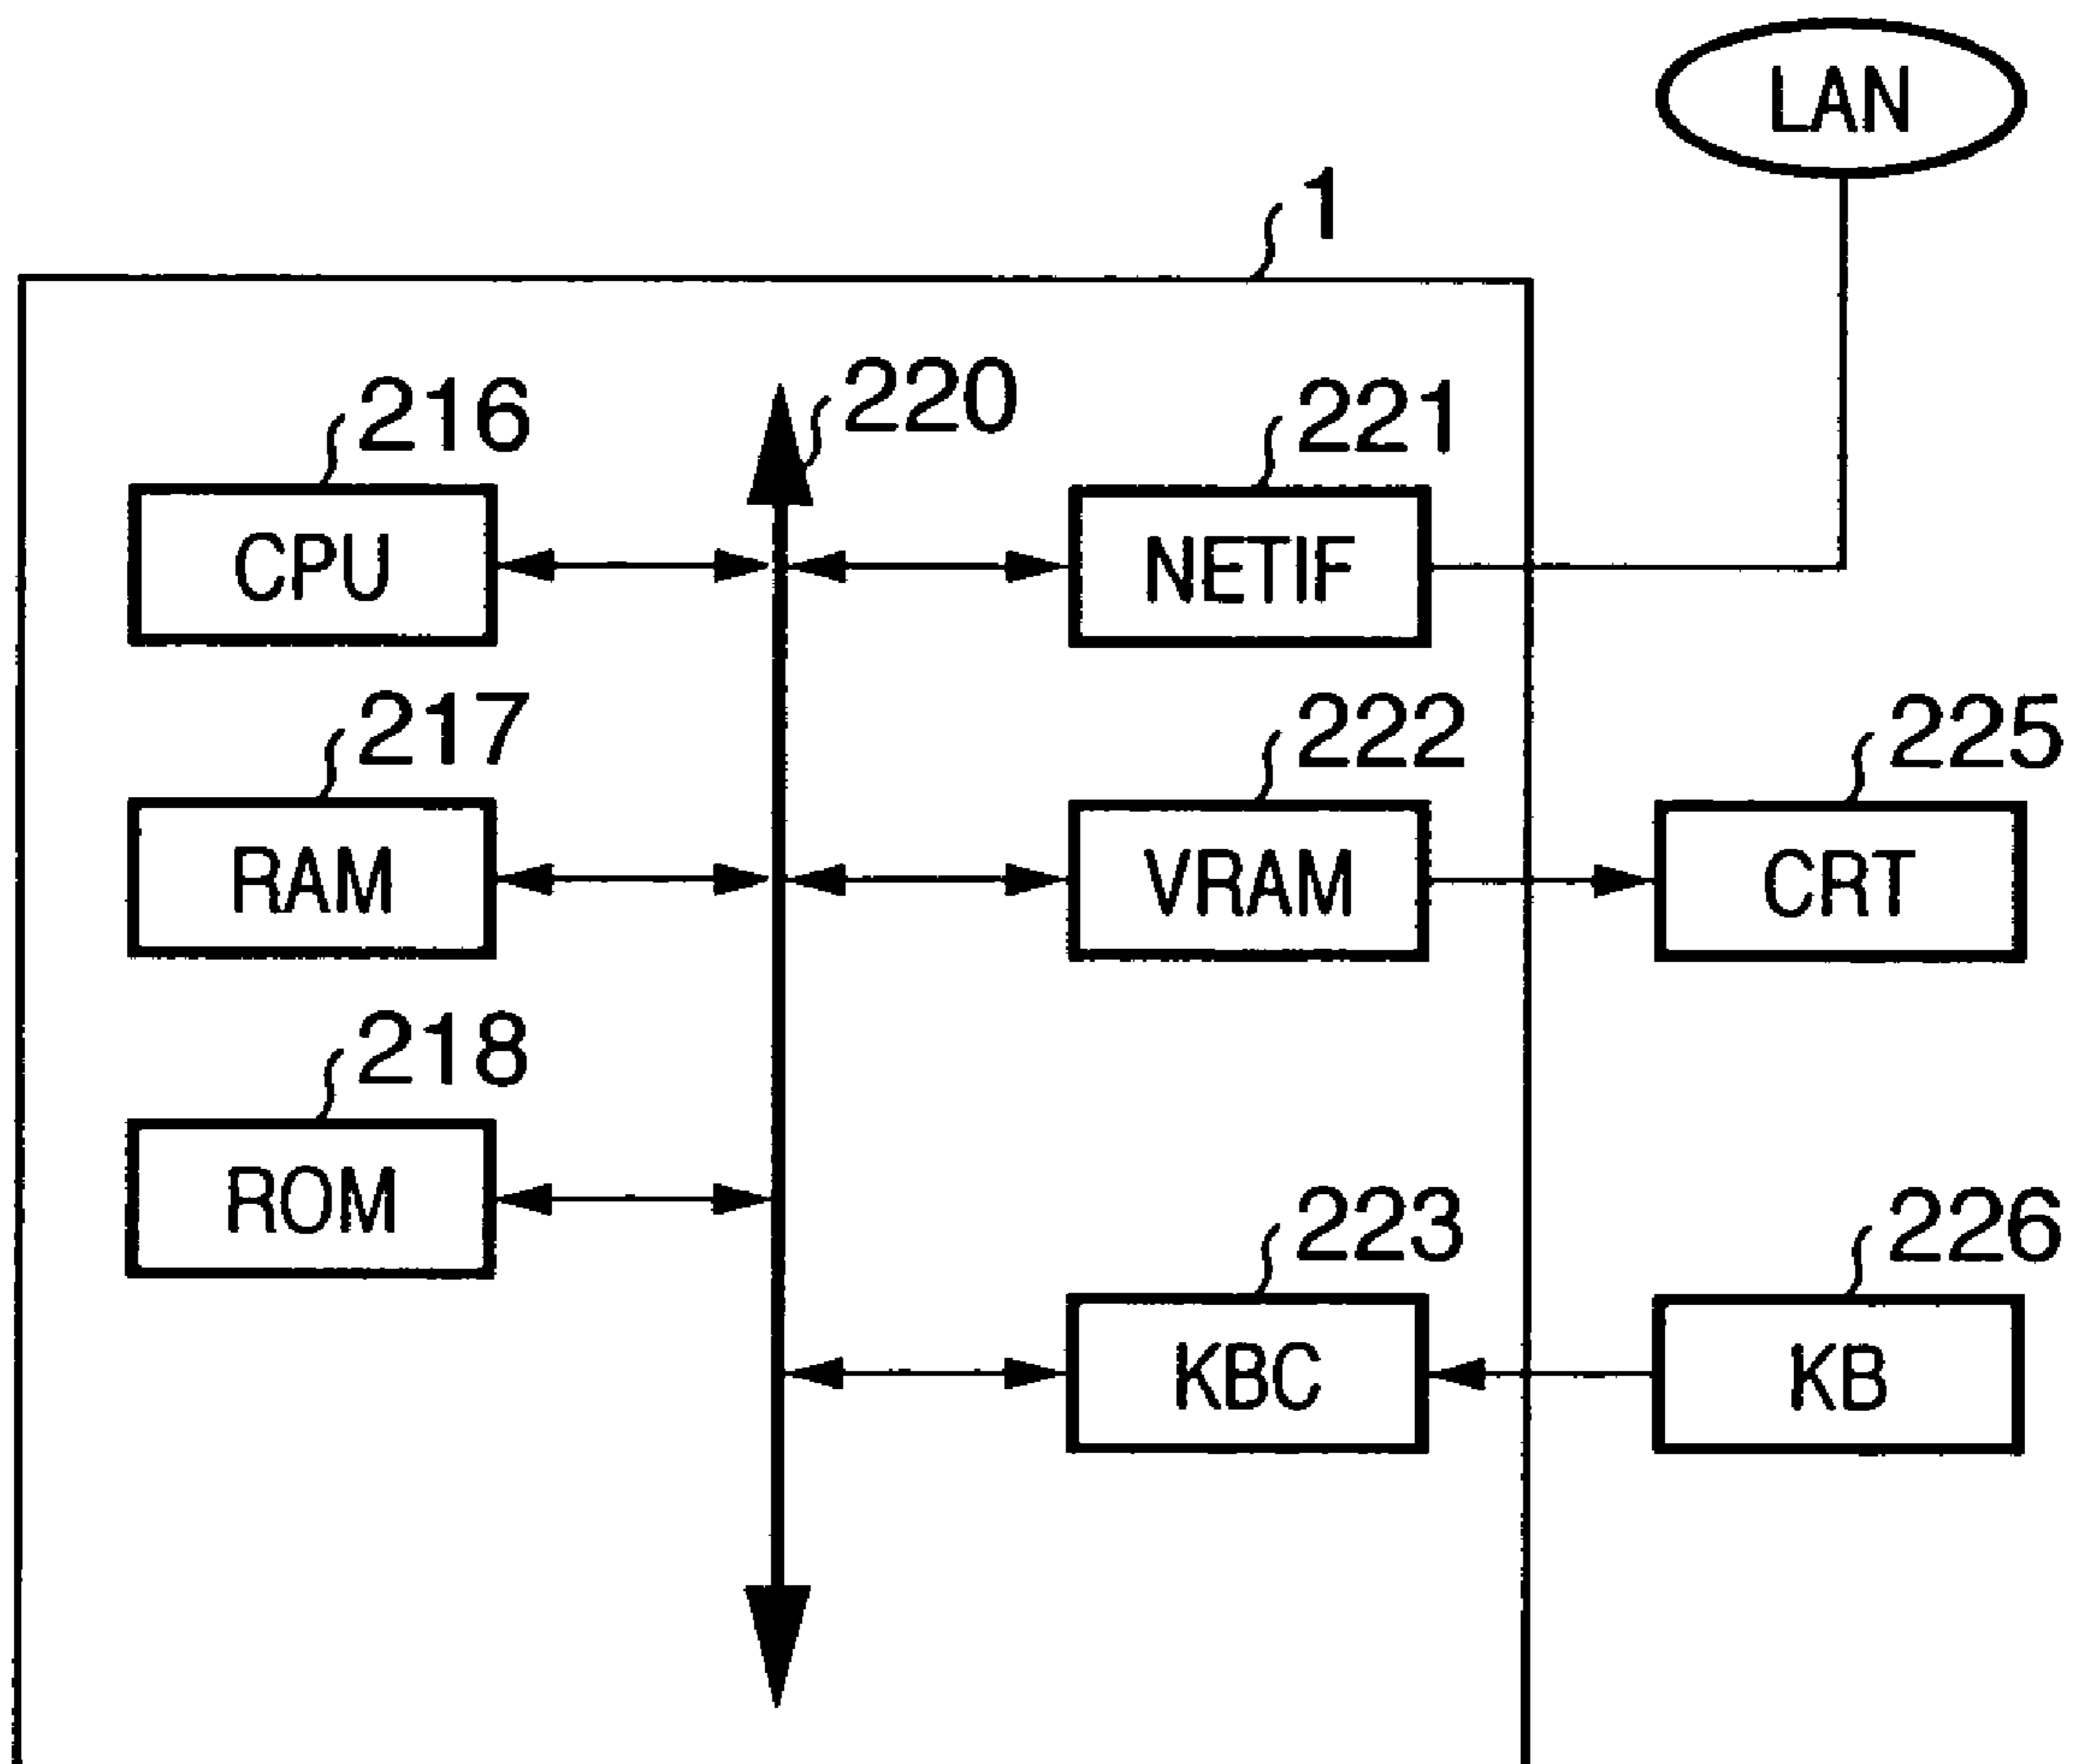 LAN
1
216
220
221
CPU
NETIF
217
222
225
RAM
VRAM
CRT
218
ROM
223
226
KBC
KB